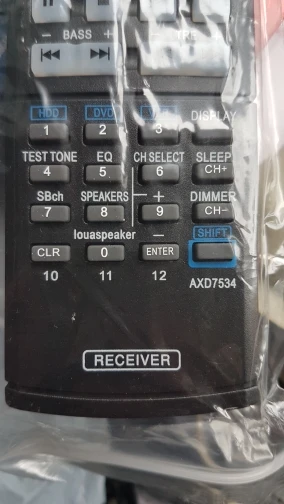 − BASS + − TRE +
HDD DVD DISPLAY
1 2 3
TEST TONE EQ CH SELECT SLEEP
4 5 6 CH+
SBch SPEAKERS + DIMMER
7 8 9 CH−
louaspeaker − SHIFT
CLR 0 ENTER
10 11 12 AXD7534
RECEIVER